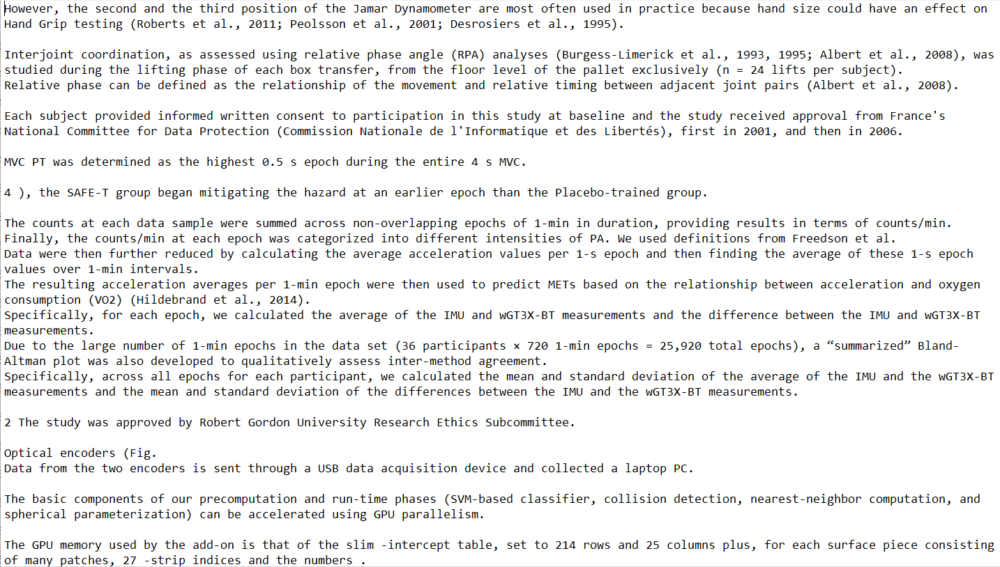 However, the second and the third position of the Jamar Dynamometer are most often used in practice because hand size could have an effect on
Hand Grip testing (Roberts et al., 2011; Peolsson et al., 2001; Desrosiers et al., 1995).
Interjoint coordination, as assessed using relative phase angle (RPA) analyses (Burgess-Limerick et al., 1993, 1995; Albert et al., 2008), was
studied during the lifting phase of each box transfer, from the floor level of the pallet exclusively (n = 24 lifts per subject).
Relative phase can be defined as the relationship of the movement and relative timing between adjacent joint pairs (Albert et al., 2008).
Each subject provided informed written consent to participation in this study at baseline and the study received approval from France's
National Committee for Data Protection (Commission Nationale de l'Informatique et des Libertés), first in 2001, and then in 2006.
MVC PT was determined as the highest 0.5 s epoch during the entire 4 s MVC.
4 ), the SAFE-T group began mitigating the hazard at an earlier epoch than the Placebo-trained group.
The counts at each data sample were summed across non-overlapping epochs of 1-min in duration, providing results in terms of counts/min.
Finally, the counts/min at each epoch was categorized into different intensities of PA. We used definitions from Freedson et al.
Data were then further reduced by calculating the average acceleration values per 1-s epoch and then finding the average of these 1-s epoch
values over 1-min intervals.
The resulting acceleration averages per 1-min epoch were then used to predict METs based on the relationship between acceleration and oxygen
consumption (VO2) (Hildebrand et al., 2014).
Specifically, for each epoch, we calculated the average of the IMU and wGT3X-BT measurements and the difference between the IMU and wGT3X-BT
measurements.
Due to the large number of 1-min epochs in the data set (36 participants × 720 1-min epochs = 25,920 total epochs), a “summarized” Bland-
Altman plot was also developed to qualitatively assess inter-method agreement.
Specifically, across all epochs for each participant, we calculated the mean and standard deviation of the average of the IMU and the wGT3X-BT
measurements and the mean and standard deviation of the differences between the IMU and the wGT3X-BT measurements.
2 The study was approved by Robert Gordon University Research Ethics Subcommittee.
Optical encoders (Fig.
Data from the two encoders is sent through a USB data acquisition device and collected a laptop PC.
The basic components of our precomputation and run-time phases (SVM-based classifier, collision detection, nearest-neighbor computation, and
spherical parameterization) can be accelerated using GPU parallelism.
The GPU memory used by the add-on is that of the slim -intercept table, set to 214 rows and 25 columns plus, for each surface piece consisting
of many patches, 27 -strip indices and the numbers .